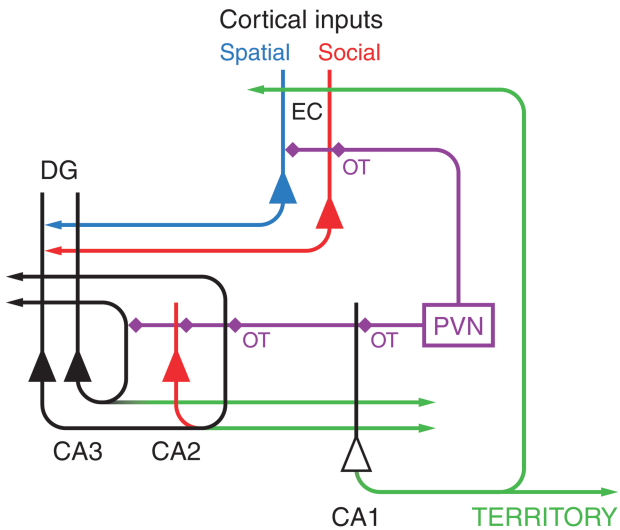 Cortical inputs
Spatial Social
EC
OT
DG
PVN
OT OT
CA3 CA2
CA1 TERRITORY